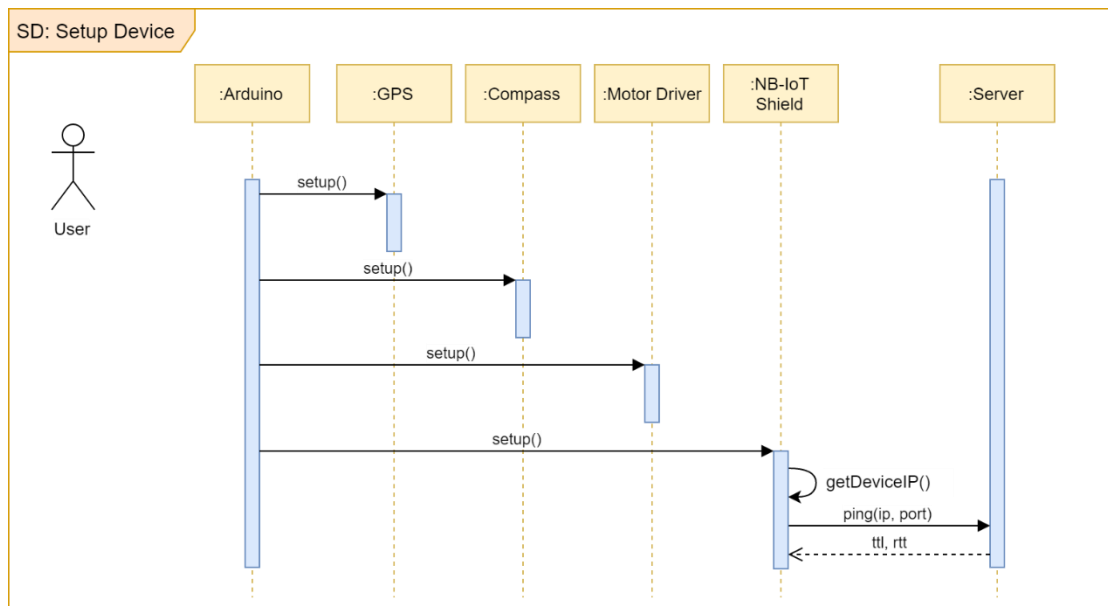 SD: Setup Device
:Arduino
:GPS
:Compass
:Motor Driver
:NB-IoT
Shield
:Server
User
setup()
setup()
setup()
setup()
getDeviceIP()
ping(ip, port)
ttl, rtt